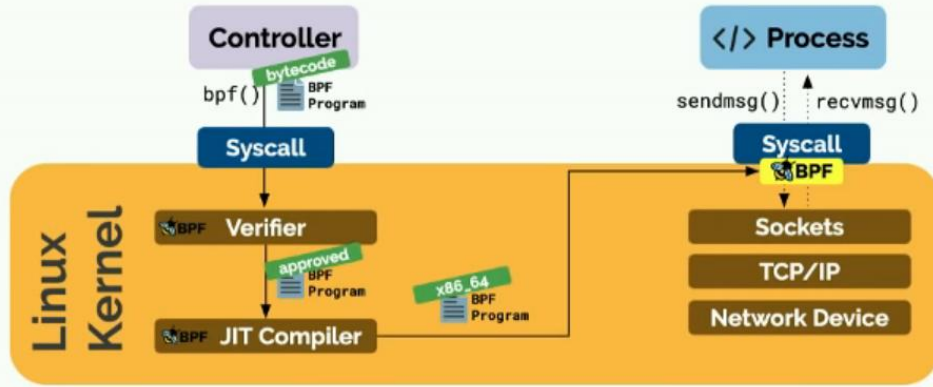 Controller
bytecode
bpf()
BPF
Program
Syscall
Linux
Kernel
BPF Verifier
approved
BPF
Program
BPF JIT Compiler
x86_64
BPF
Program
</> Process
sendmsg()
recvmsg()
Syscall
BPF
Sockets
TCP/IP
Network Device